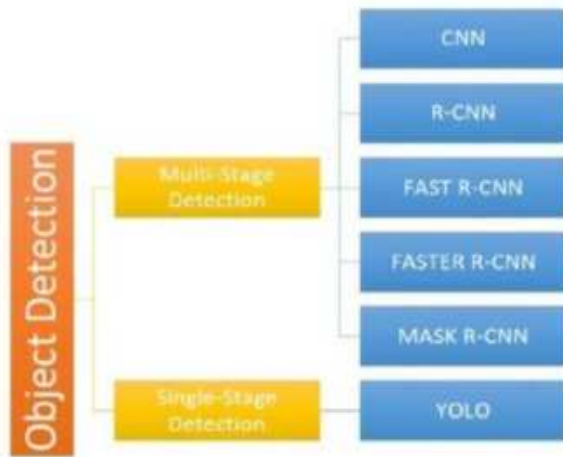 Object Detection
Multi-Stage
Detection
CNN
R-CNN
FAST R-CNN
FASTER R-CNN
MASK R-CNN
Single-Stage
Detection
YOLO